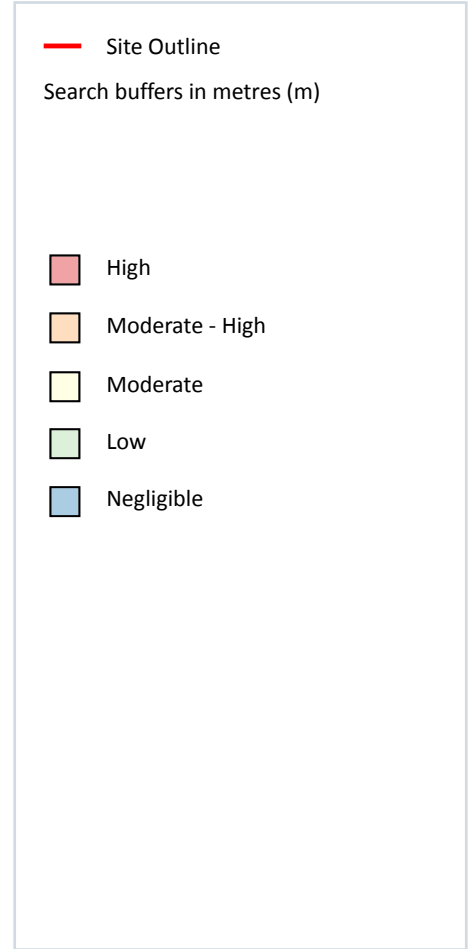 Site Outline
Search buffers in metres (m)
High
Moderate - High
Moderate
Low
Negligible